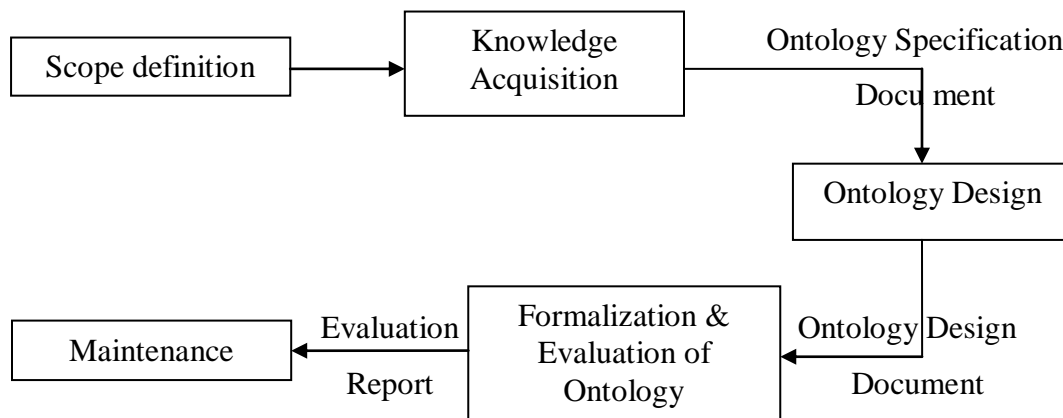 Scope definition
Knowledge
Acquisition
Ontology Specification
Docu ment
Ontology Design
Ontology Design
Document
Formalization &
Evaluation of
Ontology
Evaluation
Report
Maintenance